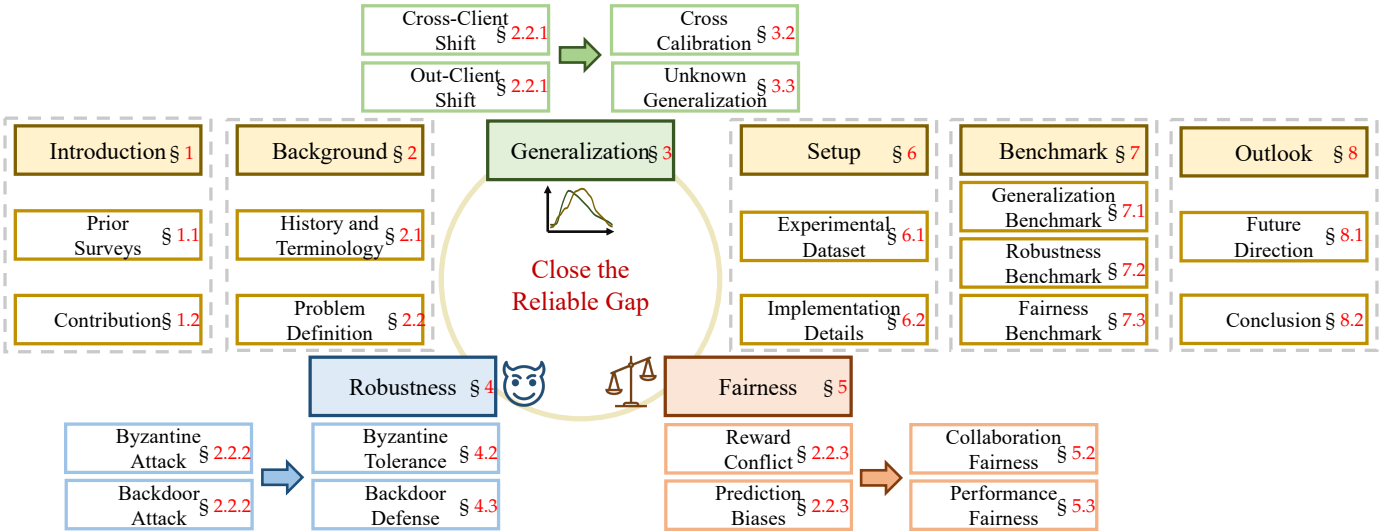 Cross-Client
Shift § 2.2.1
Out-Client
Shift § 2.2.1
Cross
Calibration § 3.2
Unknown
Generalization § 3.3
Introduction § 1
Prior
Surveys § 1.1
Contribution § 1.2
Background § 2
History and
Terminology § 2.1
Problem
Definition § 2.2
Generalization § 3
Close the
Reliable Gap
Setup § 6
Experimental
Dataset § 6.1
Implementation
Details § 6.2
Benchmark § 7
Generalization
Benchmark § 7.1
Robustness
Benchmark § 7.2
Fairness
Benchmark § 7.3
Outlook § 8
Future
Direction § 8.1
Conclusion § 8.2
Robustness § 4
Byzantine
Attack § 2.2.2
Backdoor
Attack § 2.2.2
Byzantine
Tolerance § 4.2
Backdoor
Defense § 4.3
Fairness § 5
Reward
Conflict § 2.2.3
Prediction
Biases § 2.2.3
Collaboration
Fairness § 5.2
Performance
Fairness § 5.3